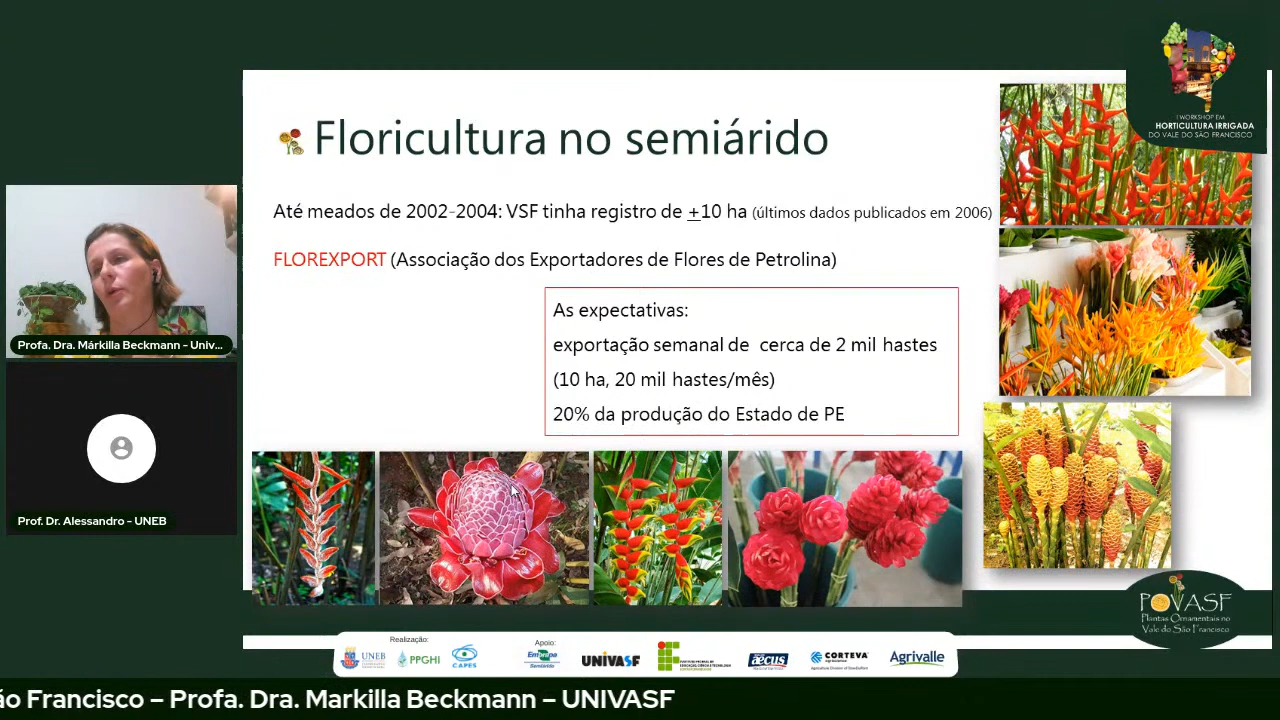 I WORKSHOP EM
HORTICULTURA IRRIGADA
DO VALE DO SÃO FRANCISCO
Floricultura no semiárido
Até meados de 2002-2004: VSF tinha registro de +10 ha (últimos dados publicados em 2006)
FLOREXPORT (Associação dos Exportadores de Flores de Petrolina)
As expectativas:
exportação semanal de cerca de 2 mil hastes
(10 ha, 20 mil hastes/mês)
20% da produção do Estado de PE
Profa. Dra. Márkilla Beckmann - Univ...
Prof. Dr. Alessandro - UNEB
POVASF
Plantas Ornamentais no
Vale do São Francisco
Realização:
UNEB
PPGHI
CAPES
Apoio:
Embrapa
Semiárido
UNIVASF
aecus
CORTEVA
agriscience
Agrivalle
ão Francisco – Profa. Dra. Markilla Beckmann – UNIVASF